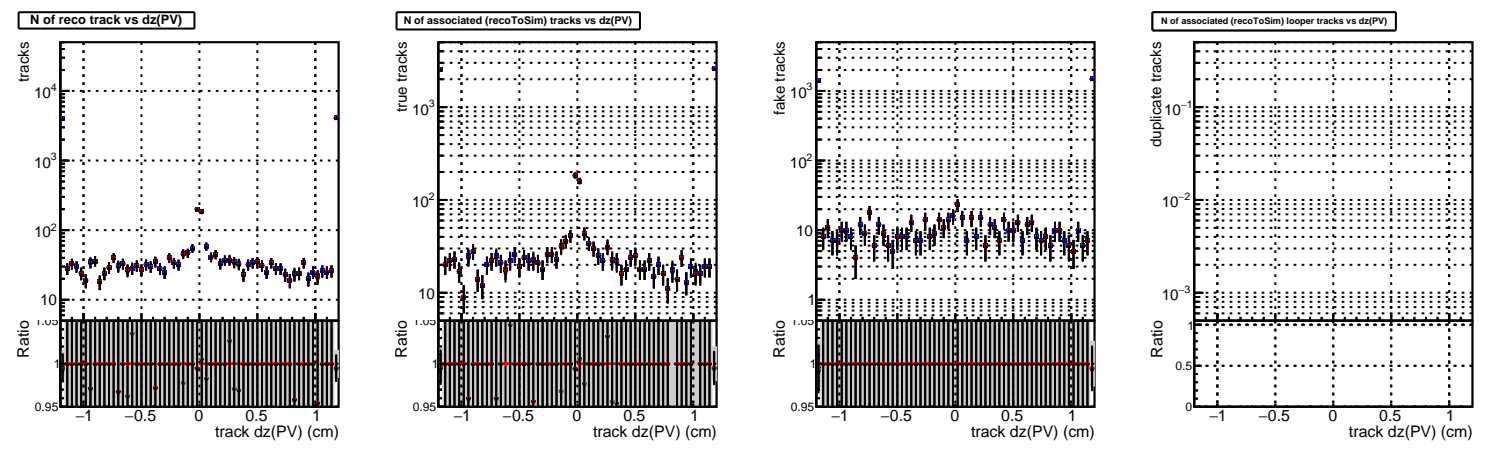 N of reco track vs dz(PV)
tracks
10^4
10^3
10^2
10
Ratio
1.05
1
0.95
−1 −0.5 0 0.5 1
track dz(PV) (cm)
N of associated (recoToSim) tracks vs dz(PV)
true tracks
10^3
10^2
10
Ratio
1.05
1
0.95
−1 −0.5 0 0.5 1
track dz(PV) (cm)
fake tracks
10^3
10^2
10
1
Ratio
1.05
1
0.95
−1 −0.5 0 0.5 1
track dz(PV) (cm)
N of associated (recoToSim) looper tracks vs dz(PV)
duplicate tracks
10^−1
10^−2
10^−3
Ratio
1
0.5
0
−1 −0.5 0 0.5 1
track dz(PV) (cm)